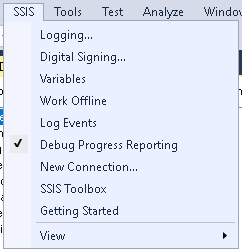 SSIS Tools Test Analyze
Logging...
Digital Signing...
Variables
Work Offline
Log Events
Debug Progress Reporting
New Connection...
SSIS Toolbox
Getting Started
View